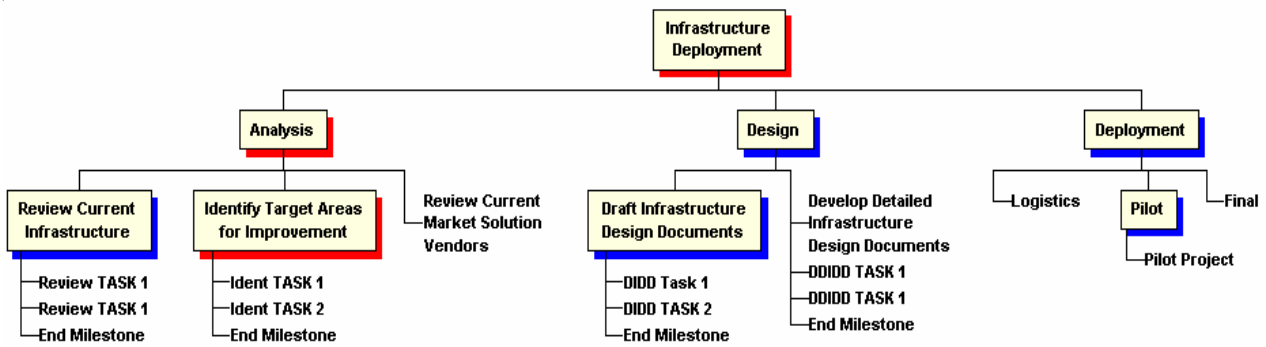 Infrastructure
Deployment
Analysis
Design
Deployment
Review Current
Infrastructure
Identify Target Areas
for Improvement
Review Current
Market Solution
Vendors
Draft Infrastructure
Design Documents
Develop Detailed
Infrastructure
Design Documents
Logistics
Pilot
Final
Review TASK 1
Review TASK 1
End Milestone
Ident TASK 1
Ident TASK 2
End Milestone
DIDD Task 1
DIDD TASK 2
End Milestone
DDIDD TASK 1
DDIDD TASK 1
End Milestone
Pilot Project